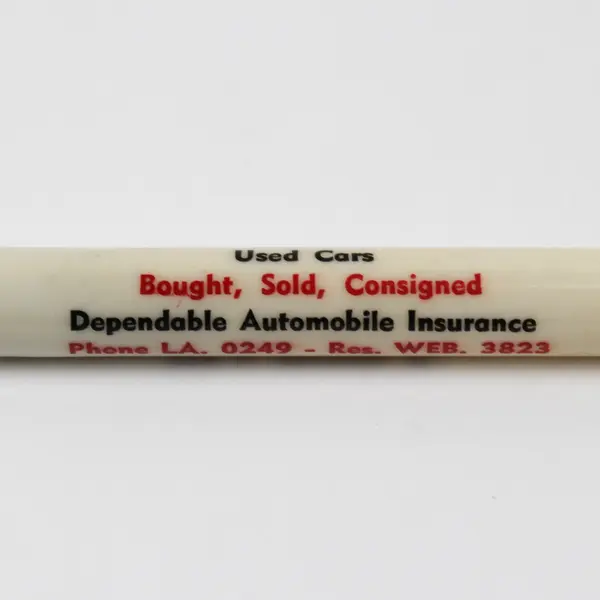 Used Cars
Bought, Sold, Consigned
Dependable Automobile Insurance
Phone LA. 0249 - Res. WEB. 3823